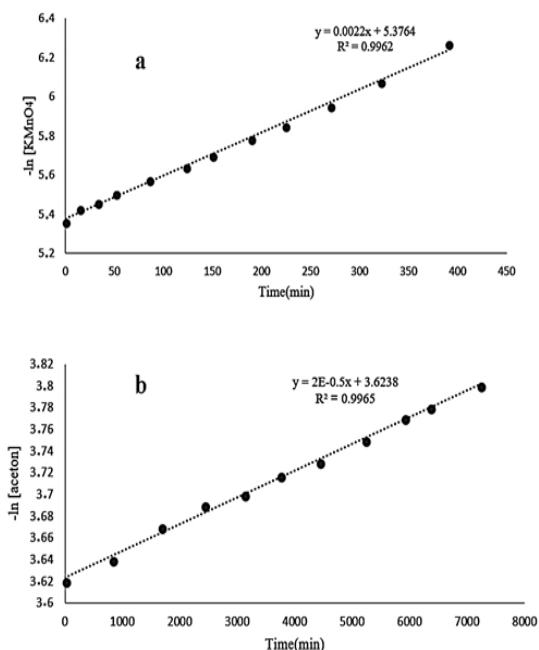 6.4
6.2
6
5.8
5.6
5.4
5.2
a
y = 0.0022x + 5.3764
R² = 0.9962
-ln [KMnO4]
0 50 100 150 200 250 300 350 400 450
Time(min)
3.82
3.8
3.78
3.76
3.74
3.72
3.7
3.68
3.66
3.64
3.62
3.6
b
y = 2E-0.5x + 3.6238
R² = 0.9965
-ln [aceton]
0 1000 2000 3000 4000 5000 6000 7000 8000
Time(min)